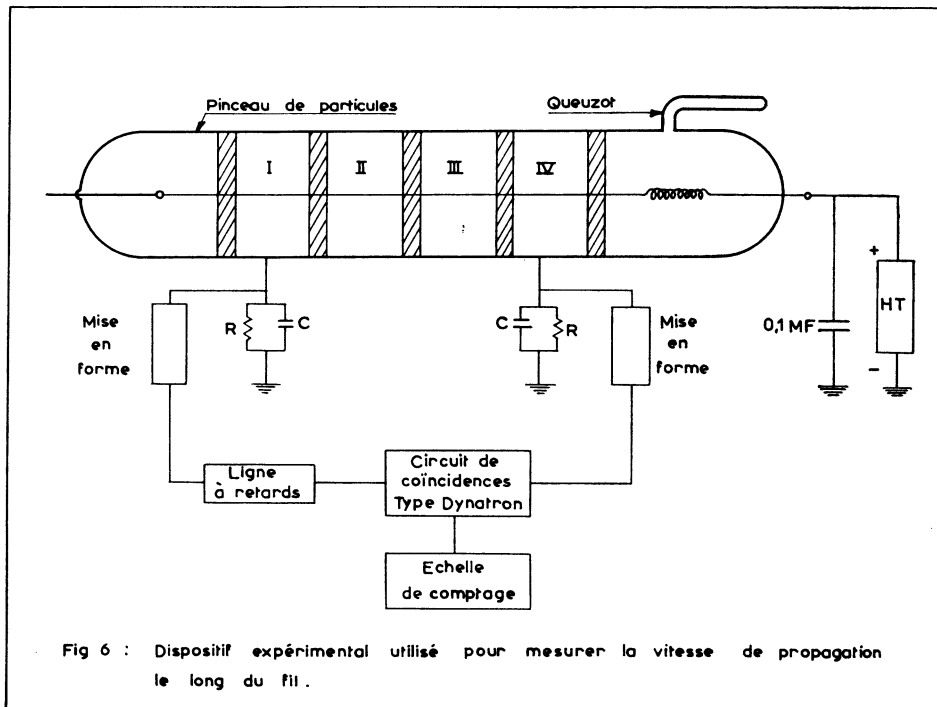 Pinceau de particules
Queuzot
I II III IV
Mise
en
forme
R
C
C
R
Mise
en
forme
+
HT
0,1 MF.
−
Ligne
à retards
Circuit de
coïncidences
Type Dynatron
Echelle
de comptage
Fig 6 : Dispositif expérimental utilisé pour mesurer la vitesse de propagation
le long du fil.